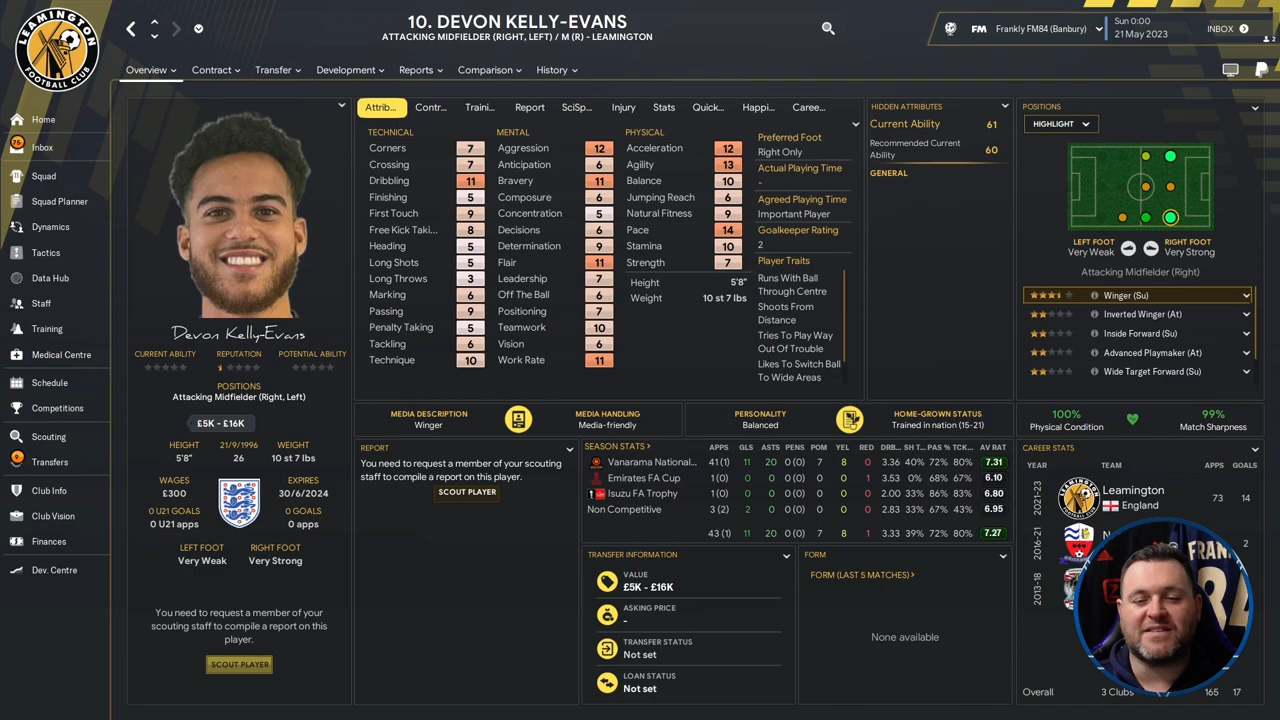 LEAMINGTON
FOOTBALL CLUB
10. DEVON KELLY-EVANS
ATTACKING MIDFIELDER (RIGHT, LEFT) / M (R) - LEAMINGTON
FM Frankly FM84 (Banbury)
Sun 0:00
21 May 2023
INBOX
2
Overview Contract Transfer Development Reports Comparison History
Home
75
Inbox
Squad
Squad Planner
Dynamics
Tactics
Data Hub
Staff
Training
Medical Centre
Schedule
Competitions
Scouting
9
Transfers
Club Info
Club Vision
Finances
Dev. Centre
Devon Kelly-Evans
CURRENT ABILITY REPUTATION POTENTIAL ABILITY
POSITIONS
Attacking Midfielder (Right, Left)
£5K - £16K
HEIGHT 21/9/1996 WEIGHT
5'8" 26 10 st 7 lbs
WAGES EXPIRES
£300 30/6/2024
0 U21 GOALS 0 GOALS
0 U21 apps 0 apps
LEFT FOOT RIGHT FOOT
Very Weak Very Strong
You need to request a member of your
scouting staff to compile a report on this
player.
SCOUT PLAYER
Attrib... Contr... Traini... Report SciSp... Injury Stats Quick... Happi... Caree...
TECHNICAL MENTAL PHYSICAL
Corners 7 Aggression 12 Acceleration 12
Crossing 7 Anticipation 6 Agility 13
Dribbling 11 Bravery 11 Balance 10
Finishing 5 Composure 6 Jumping Reach 6
First Touch 9 Concentration 5 Natural Fitness 9
Free Kick Taki... 8 Decisions 6 Pace 14
Heading 5 Determination 9 Stamina 10
Long Shots 5 Flair 11 Strength 7
Long Throws 3 Leadership 7 Height 5'8"
Marking 6 Off The Ball 6 Weight 10 st 7 lbs
Passing 9 Positioning 7
Penalty Taking 5 Teamwork 10
Tackling 6 Vision 6
Technique 10 Work Rate 11
Preferred Foot
Right Only
Actual Playing Time
-
Agreed Playing Time
Important Player
Goalkeeper Rating
2
Player Traits
Runs With Ball
Through Centre
Shoots From
Distance
Tries To Play Way
Out Of Trouble
Likes To Switch Ball
To Wide Areas
HIDDEN ATTRIBUTES
Current Ability 61
Recommended Current
Ability 60
GENERAL
POSITIONS
HIGHLIGHT
LEFT FOOT RIGHT FOOT
Very Weak Very Strong
Attacking Midfielder (Right)
Winger (Su)
Inverted Winger (At)
Inside Forward (Su)
Advanced Playmaker (At)
Wide Target Forward (Su)
MEDIA DESCRIPTION
Winger
MEDIA HANDLING
Media-friendly
PERSONALITY
Balanced
HOME-GROWN STATUS
Trained in nation (15-21)
100%
Physical Condition
99%
Match Sharpness
REPORT
You need to request a member of your scouting
staff to compile a report on this player.
SCOUT PLAYER
SEASON STATS > APPS GLS ASTS PENS POM YEL RED DRB... SH T... PAS % TCK... AV RAT
Vanarama National... 41 (1) 11 20 0 (0) 7 8 0 3.36 40% 72% 80% 7.31
Emirates FA Cup 1 (0) 0 0 0 (0) 0 0 1 3.53 0% 68% 67% 6.10
Isuzu FA Trophy 1 (0) 0 0 0 (0) 0 0 0 2.00 33% 86% 83% 6.80
Non Competitive 3 (2) 2 0 0 (0) 0 0 0 2.83 33% 67% 43% 6.95
43 (1) 11 20 0 (0) 7 8 1 3.33 39% 72% 80% 7.27
TRANSFER INFORMATION
VALUE
£5K - £16K
ASKING PRICE
-
TRANSFER STATUS
Not set
LOAN STATUS
Not set
FORM
FORM (LAST 5 MATCHES) >
None available
CAREER STATS
YEAR TEAM APPS GOALS
2021-23 Leamington 73 14
England
2016-21 2
2013-18
Overall 3 Clubs 165 17